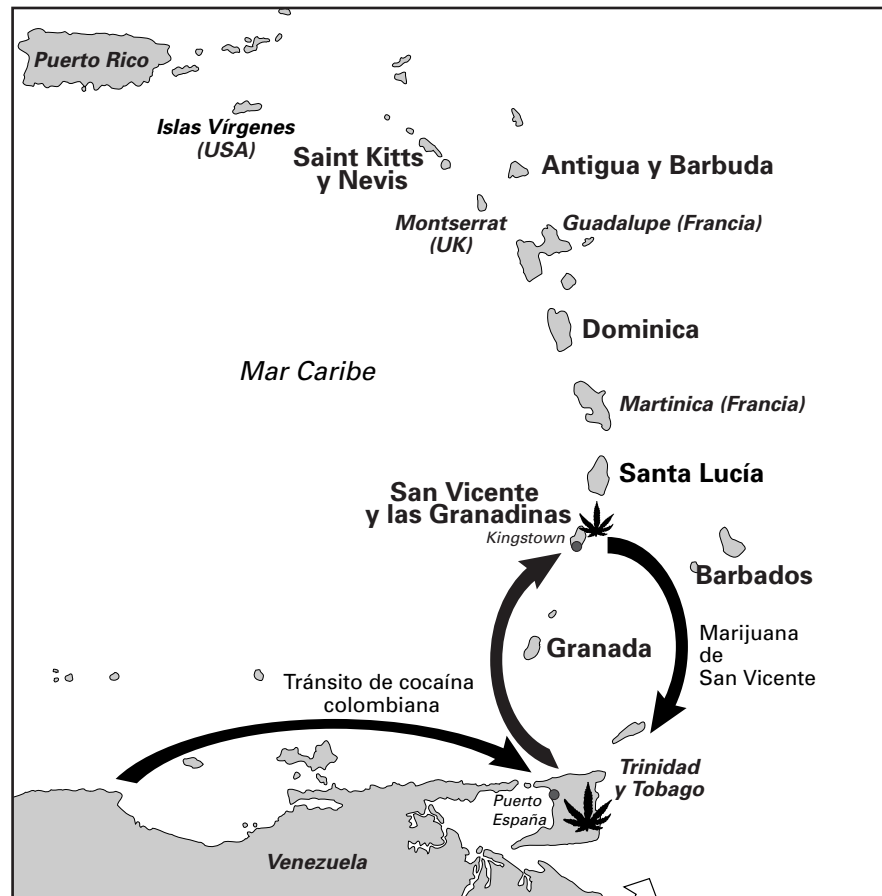 Puerto Rico
Islas Vírgenes
(USA)
Saint Kitts
y Nevis
Antigua y Barbuda
Montserrat
(UK)
Guadalupe (Francia)
Dominica
Mar Caribe
Martinica (Francia)
Santa Lucía
San Vicente
y las Granadinas
Kingstown
Barbados
Granada
Marijuana
de
San Vicente
Tránsito de cocaína
colombiana
Trinidad
y Tobago
Puerto
España
Venezuela